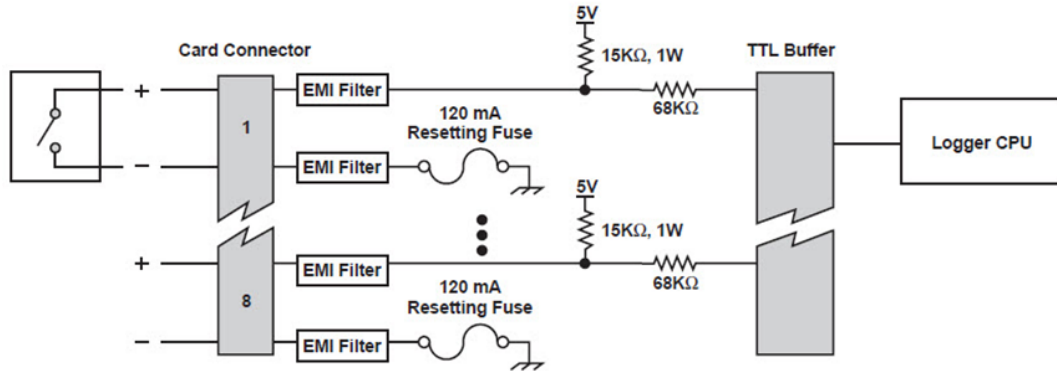 5V
Card Connector
15KΩ, 1W
TTL Buffer
+
EMI Filter
68KΩ
120 mA
Resetting Fuse
1
Logger CPU
−
EMI Filter
5V
15KΩ, 1W
+
EMI Filter
68KΩ
120 mA
Resetting Fuse
8
−
EMI Filter